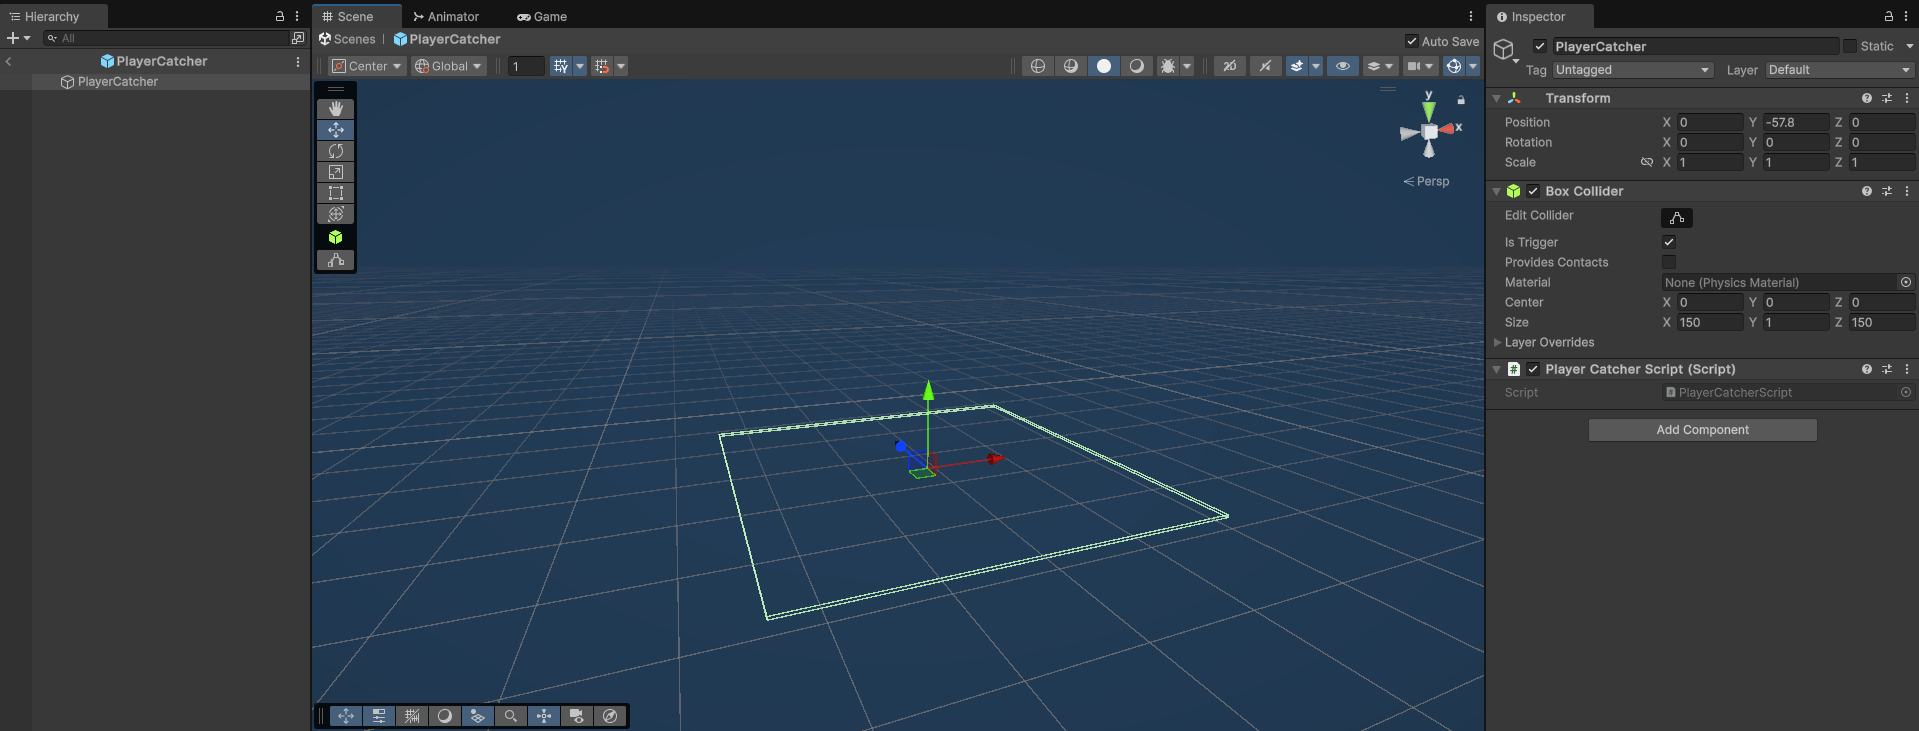 Hierarchy
All
PlayerCatcher
PlayerCatcher
Scene
Animator
Game
Scenes | PlayerCatcher
Auto Save
Center
Global
1
2D
y
x
Persp
Inspector
PlayerCatcher
Static
Tag Untagged Layer Default
Transform
Position X 0 Y -57.8 Z 0
Rotation X 0 Y 0 Z 0
Scale X 1 Y 1 Z 1
Box Collider
Edit Collider
Is Trigger
Provides Contacts
Material None (Physics Material)
Center X 0 Y 0 Z 0
Size X 150 Y 1 Z 150
Layer Overrides
# Player Catcher Script (Script)
Script PlayerCatcherScript
Add Component